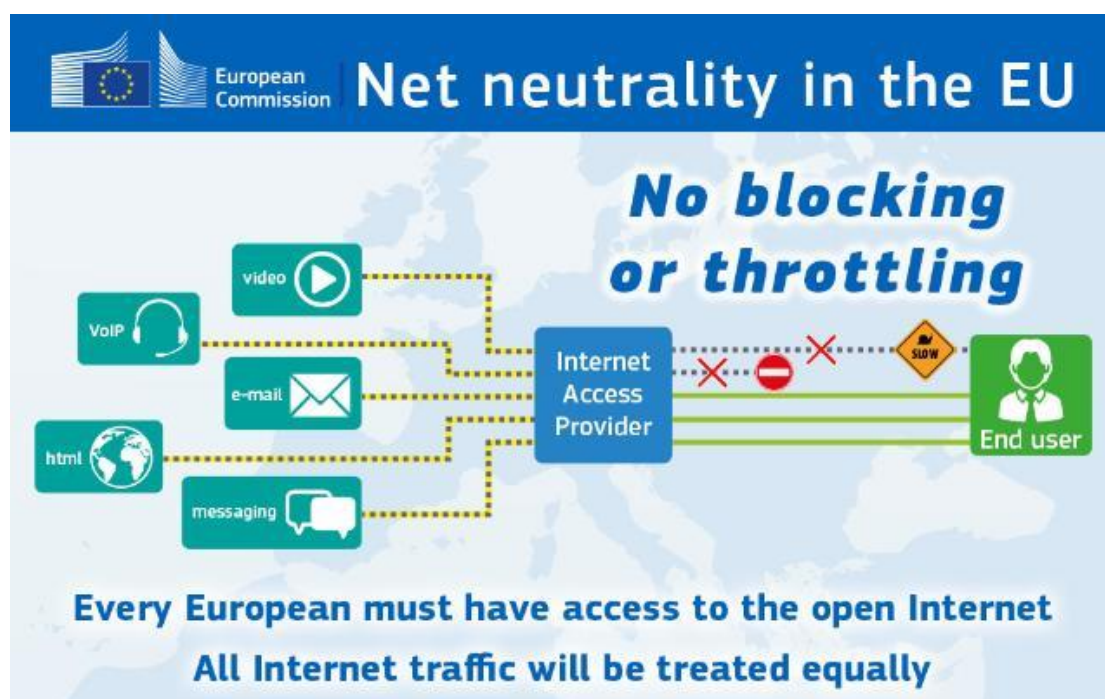 European
Commission
Net neutrality in the EU
No blocking
or throttling
video
VoIP
e-mail
html
messaging
Internet
Access
Provider
SLOW
End user
Every European must have access to the open Internet
All Internet traffic will be treated equally